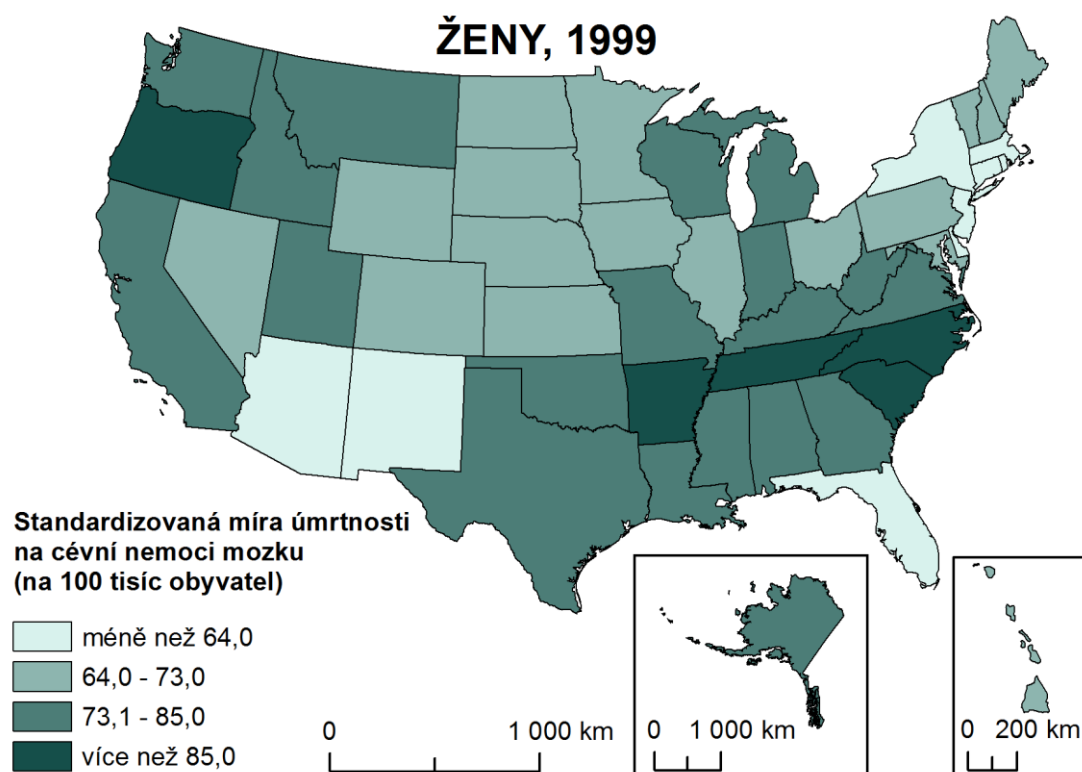 ŽENY, 1999
Standardizovaná míra úmrtnosti
na cévní nemoci mozku
(na 100 tisíc obyvatel)
méně než 64,0
64,0 - 73,0
73,1 - 85,0
více než 85,0
0 1 000 km
0 1 000 km
0 200 km